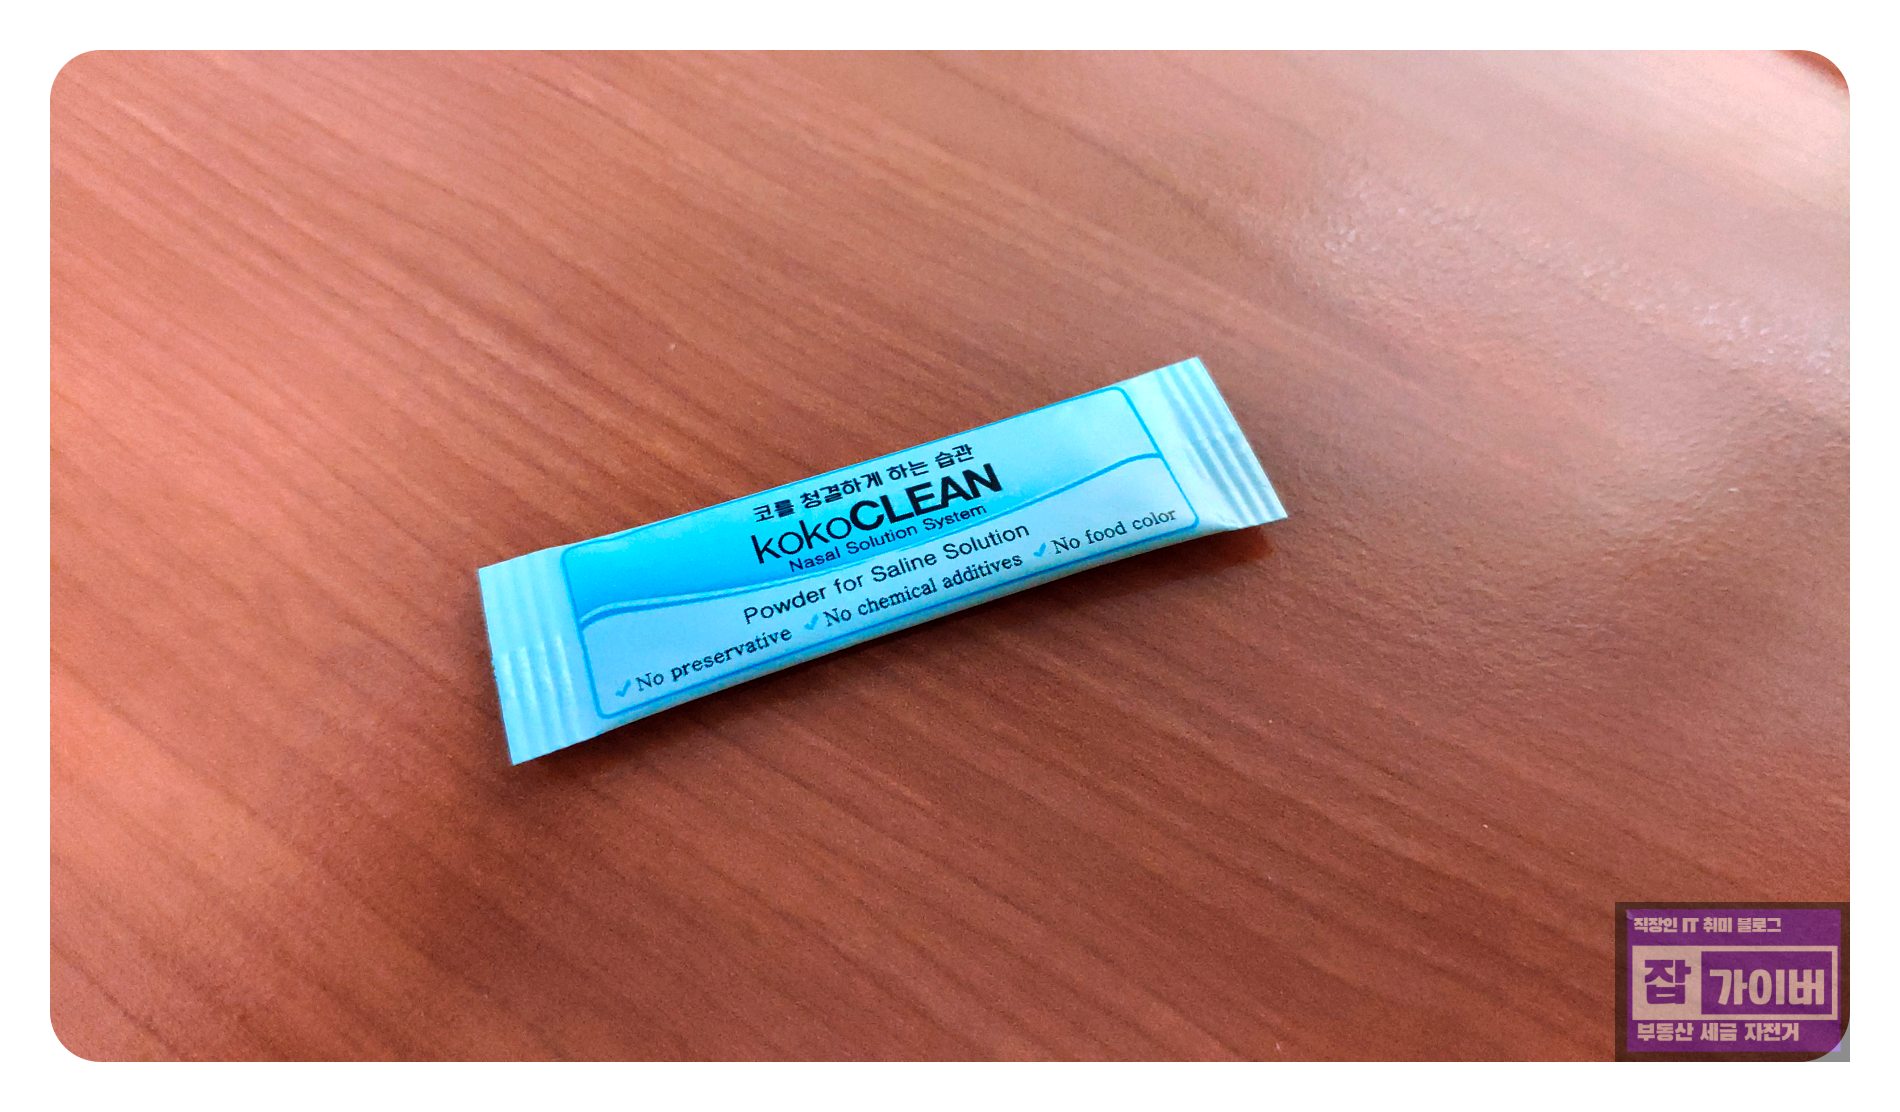 코를 청결하게 하는 습관
kokoCLEAN
Nasal Solution System
Powder for Saline Solution
No preservative No chemical additives No food color
직장인 IT 취미 블로그
잡 가이버
부동산 세금 자전거